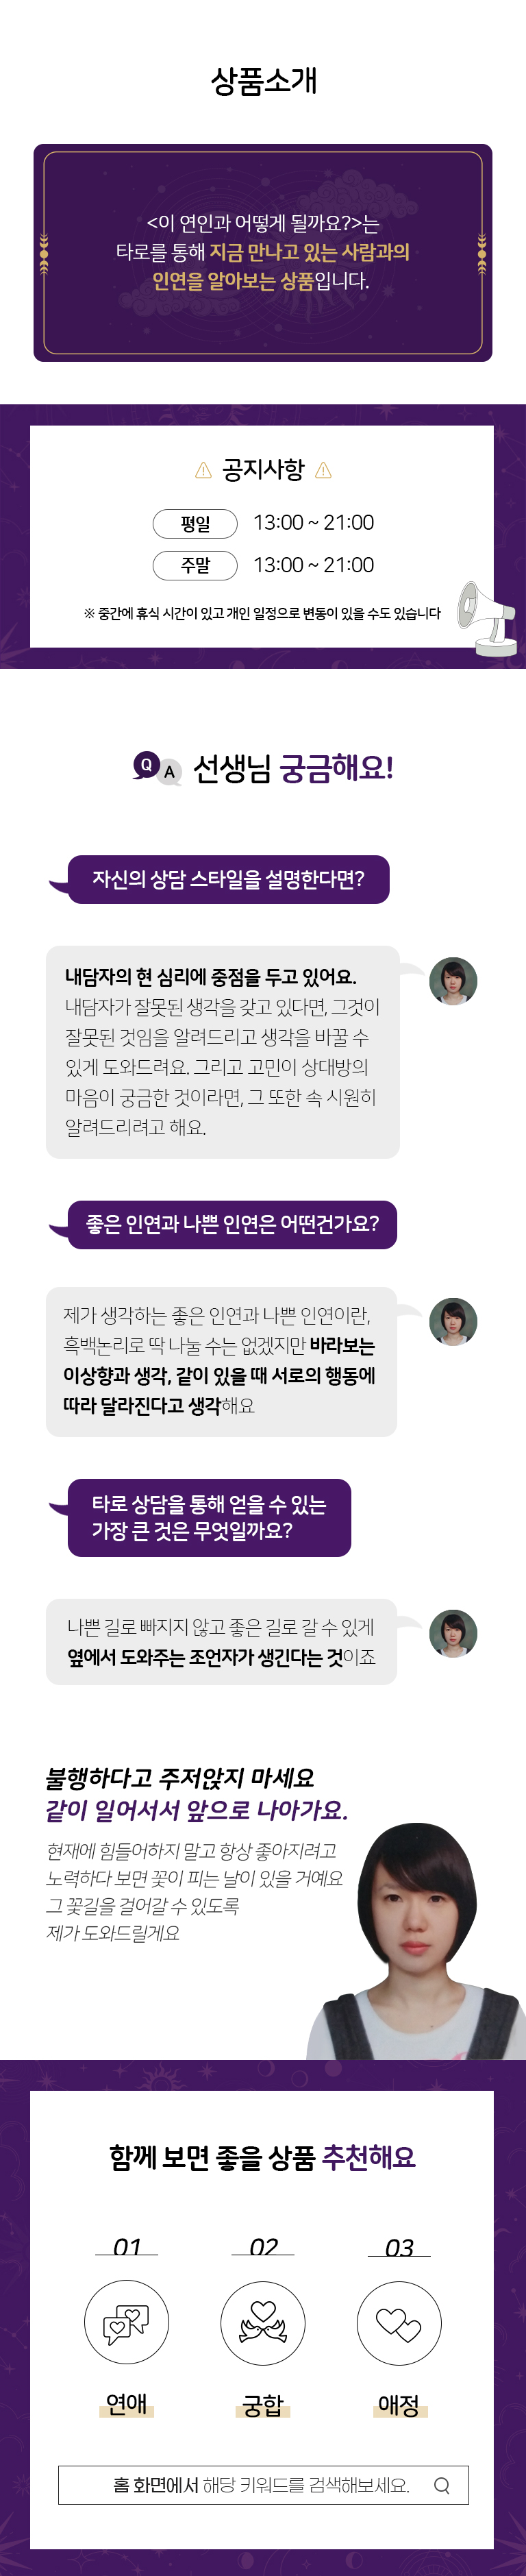 상품소개
<이 연인과 어떻게 될까요?>는
타로를 통해 지금 만나고 있는 사람과의
인연을 알아보는 상품입니다.
공지사항
평일 13:00 ~ 21:00
주말 13:00 ~ 21:00
※ 중간에 휴식 시간이 있고 개인 일정으로 변동이 있을 수도 있습니다
Q A 선생님 궁금해요!
자신의 상담 스타일을 설명한다면?
내담자의 현 심리에 중점을 두고 있어요.
내담자가 잘못된 생각을 갖고 있다면, 그것이
잘못된 것임을 알려드리고 생각을 바꿀 수
있게 도와드려요. 그리고 고민이 상대방의
마음이 궁금한 것이라면, 그 또한 속 시원히
알려드리려고 해요.
좋은 인연과 나쁜 인연은 어떤건가요?
제가 생각하는 좋은 인연과 나쁜 인연이란,
흑백논리로 딱 나눌 수는 없겠지만 바라보는
이상향과 생각, 같이 있을 때 서로의 행동에
따라 달라진다고 생각해요
타로 상담을 통해 얻을 수 있는
가장 큰 것은 무엇일까요?
나쁜 길로 빠지지 않고 좋은 길로 갈 수 있게
옆에서 도와주는 조언자가 생긴다는 것이죠
불행하다고 주저앉지 마세요
같이 일어서서 앞으로 나아가요.
현재에 힘들어하지 말고 항상 좋아지려고
노력하다 보면 꽃이 피는 날이 있을 거예요
그 꽃길을 걸어갈 수 있도록
제가 도와드릴게요
함께 보면 좋을 상품 추천해요
01 02 03
연애 궁합 애정
홈 화면에서 해당 키워드를 검색해보세요.